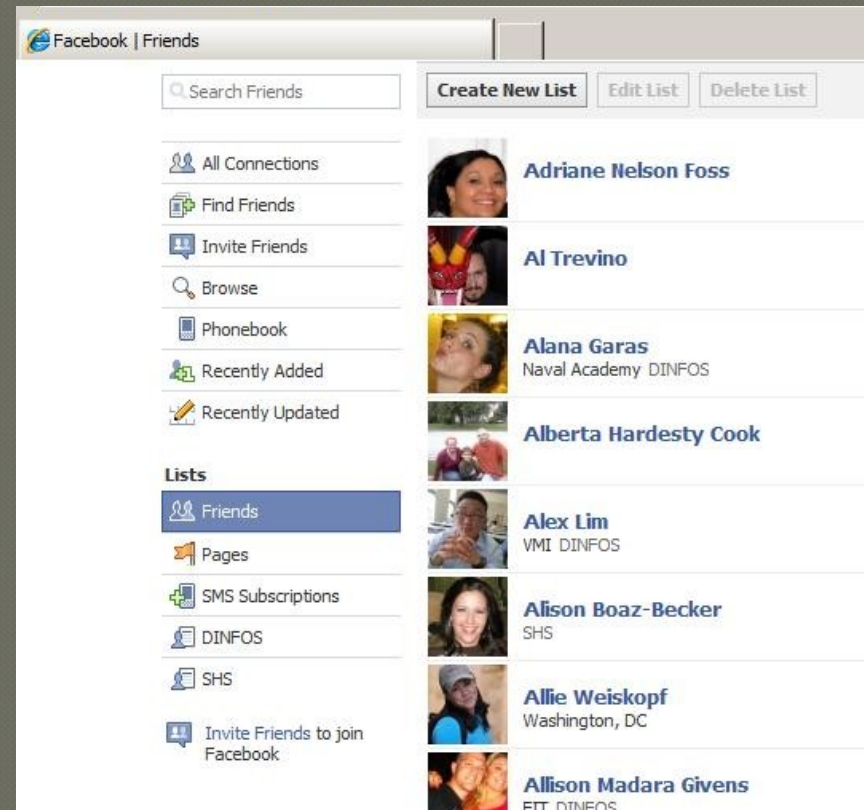 Facebook | Friends
Search Friends
All Connections
Find Friends
Invite Friends
Browse
Phonebook
Recently Added
Recently Updated
Lists
Friends
Pages
SMS Subscriptions
DINFOS
SHS
Invite Friends to join
Facebook
Create New List Edit List Delete List
Adriane Nelson Foss
Al Trevino
Alana Garas
Naval Academy DINFOS
Alberta Hardesty Cook
Alex Lim
VMI DINFOS
Alison Boaz-Becker
SHS
Allie Weiskopf
Washington, DC
Allison Madara Givens
FIT DINFOS